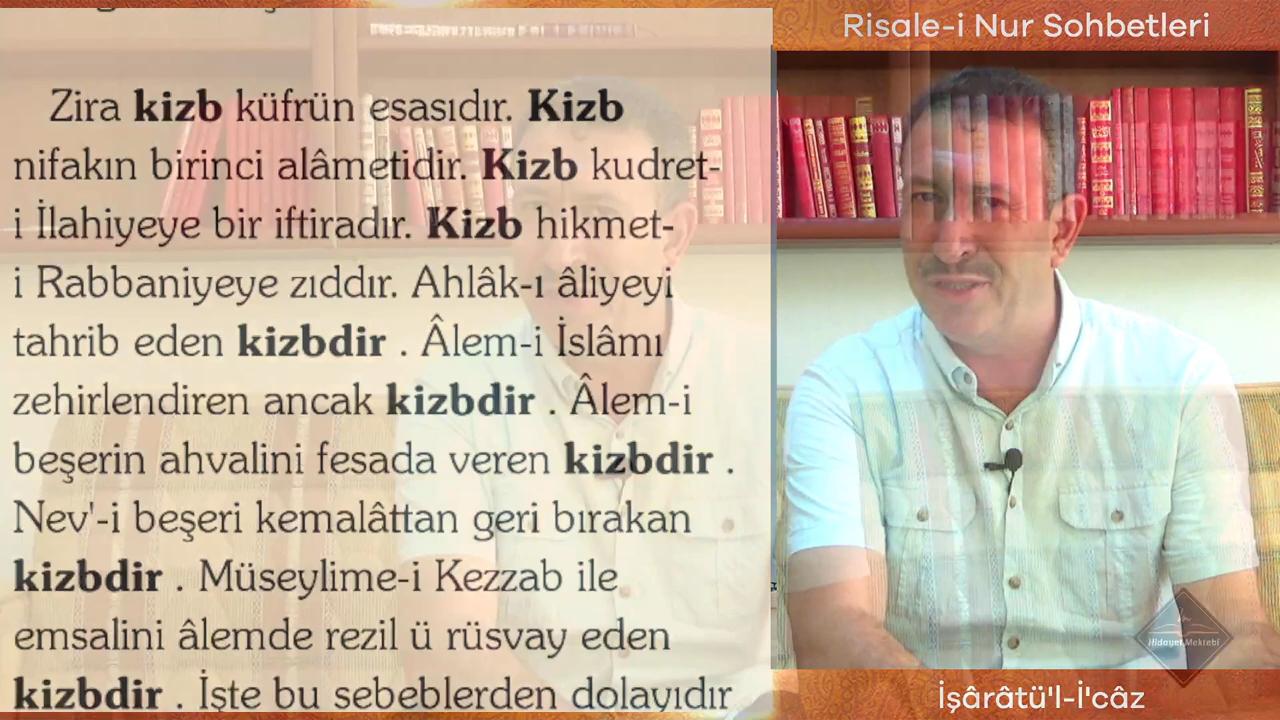 Risale-i Nur Sohbetleri
Zira kizb küfrün esasıdır. Kizb
nifakın birinci alâmetidir. Kizb kudret-
i İlahiyeye bir iftiradır. Kizb hikmet-
i Rabbaniyeye zıddır. Ahlâk-ı âliyeyi
tahrib eden kizbdir . Âlem-i İslâmı
zehirlendiren ancak kizbdir . Âlem-i
beşerin ahvalini fesada veren kizbdir .
Nev'-i beşeri kemalâttan geri bırakan
kizbdir . Müseylime-i Kezzab ile
emsalini âlemde rezil ü rüsvay eden
kizbdir . İşte bu sebeblerden dolayıdır
Hidayet Mektebi
İşârâtü'l-İ'câz